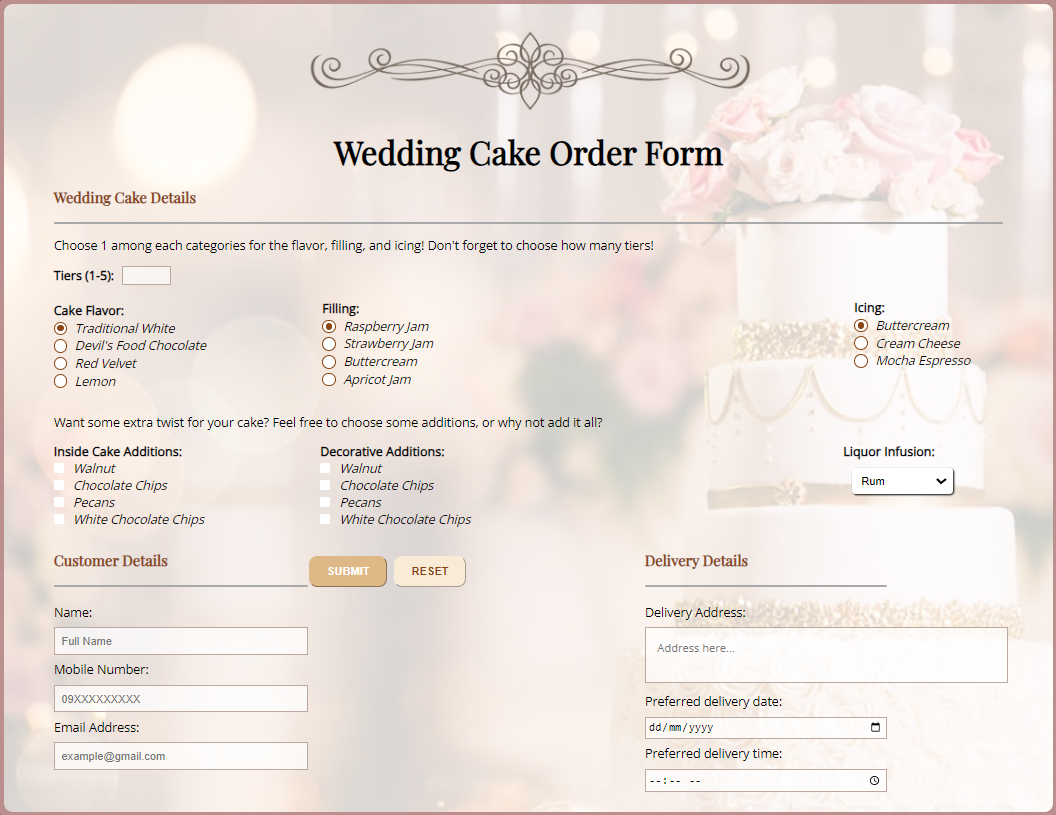 Wedding Cake Order Form
Wedding Cake Details
Choose 1 among each categories for the flavor, filling, and icing! Don't forget to choose how many tiers!
Tiers (1-5):
Cake Flavor:
Traditional White
Devil's Food Chocolate
Red Velvet
Lemon
Filling:
Raspberry Jam
Strawberry Jam
Buttercream
Apricot Jam
Icing:
Buttercream
Cream Cheese
Mocha Espresso
Want some extra twist for your cake? Feel free to choose some additions, or why not add it all?
Inside Cake Additions:
Walnut
Chocolate Chips
Pecans
White Chocolate Chips
Decorative Additions:
Walnut
Chocolate Chips
Pecans
White Chocolate Chips
Liquor Infusion:
Rum
Customer Details
SUBMIT
RESET
Name:
Full Name
Mobile Number:
09XXXXXXXXX
Email Address:
example@gmail.com
Delivery Details
Delivery Address:
Address here...
Preferred delivery date:
dd/mm/yyyy
Preferred delivery time:
--:-- --